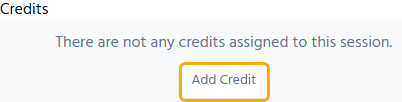 Credits
There are not any credits assigned to this session.
Add Credit